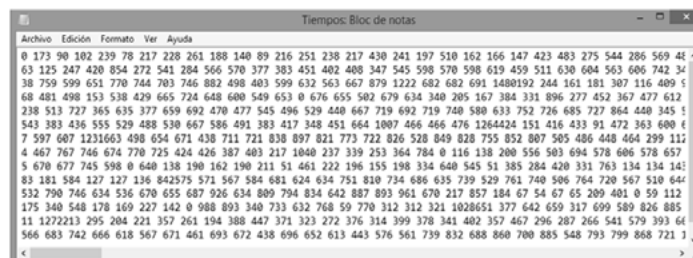 Tiempos: Bloc de notas
Archivo Edición Formato Ver Ayuda
0 173 90 102 239 78 217 228 261 188 140 89 216 251 238 217 430 241 197 510 162 166 147 423 483 275 544 286 569 48
63 125 247 420 854 272 541 284 566 570 377 383 451 402 408 347 545 598 570 598 619 459 511 630 604 563 606 742 34
38 759 599 651 770 744 703 746 882 498 403 599 632 563 667 879 1222 682 682 691 1480192 244 161 181 307 116 409 9
68 481 498 153 538 429 665 724 648 600 549 653 0 676 655 502 679 634 340 205 167 384 331 896 277 452 367 477 612
238 513 727 365 635 377 659 692 470 477 545 496 529 440 667 719 692 719 740 580 633 752 726 685 727 864 440 345 5
543 383 436 555 529 488 530 667 586 491 383 417 348 451 664 1007 466 466 476 1264424 151 416 433 91 472 363 600 6
7 597 607 1231663 498 654 671 438 711 721 838 897 821 773 722 826 528 849 828 755 852 807 505 486 448 464 299 112
4 467 767 746 674 770 725 424 426 387 403 217 1040 237 339 253 364 784 0 116 138 200 556 503 694 578 606 578 657
5 670 677 745 598 0 640 138 190 162 190 211 51 461 222 196 155 198 334 640 545 51 385 284 420 331 763 134 134 143
83 181 584 127 127 136 842575 571 567 584 681 624 634 751 810 734 686 635 739 529 761 740 506 764 720 567 510 644
532 790 746 634 536 670 655 687 926 634 809 794 834 642 887 893 961 670 217 857 184 67 54 67 65 209 401 0 59 112
175 340 548 178 169 227 142 0 988 893 340 733 632 768 59 770 312 312 321 1028651 377 642 659 317 699 589 826 885
11 1272213 295 204 221 357 261 194 388 447 371 323 272 376 314 399 378 341 402 357 467 296 287 266 541 579 393 66
566 683 742 666 618 567 671 461 693 672 438 696 652 613 443 576 561 739 832 688 860 700 885 548 793 799 868 721 1